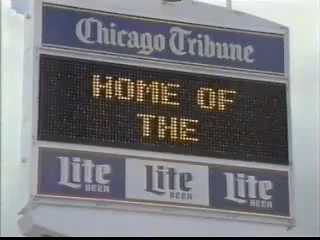 Chicago Tribune
HOME OF
THE
Lite Lite Lite
BEER BEER BEER